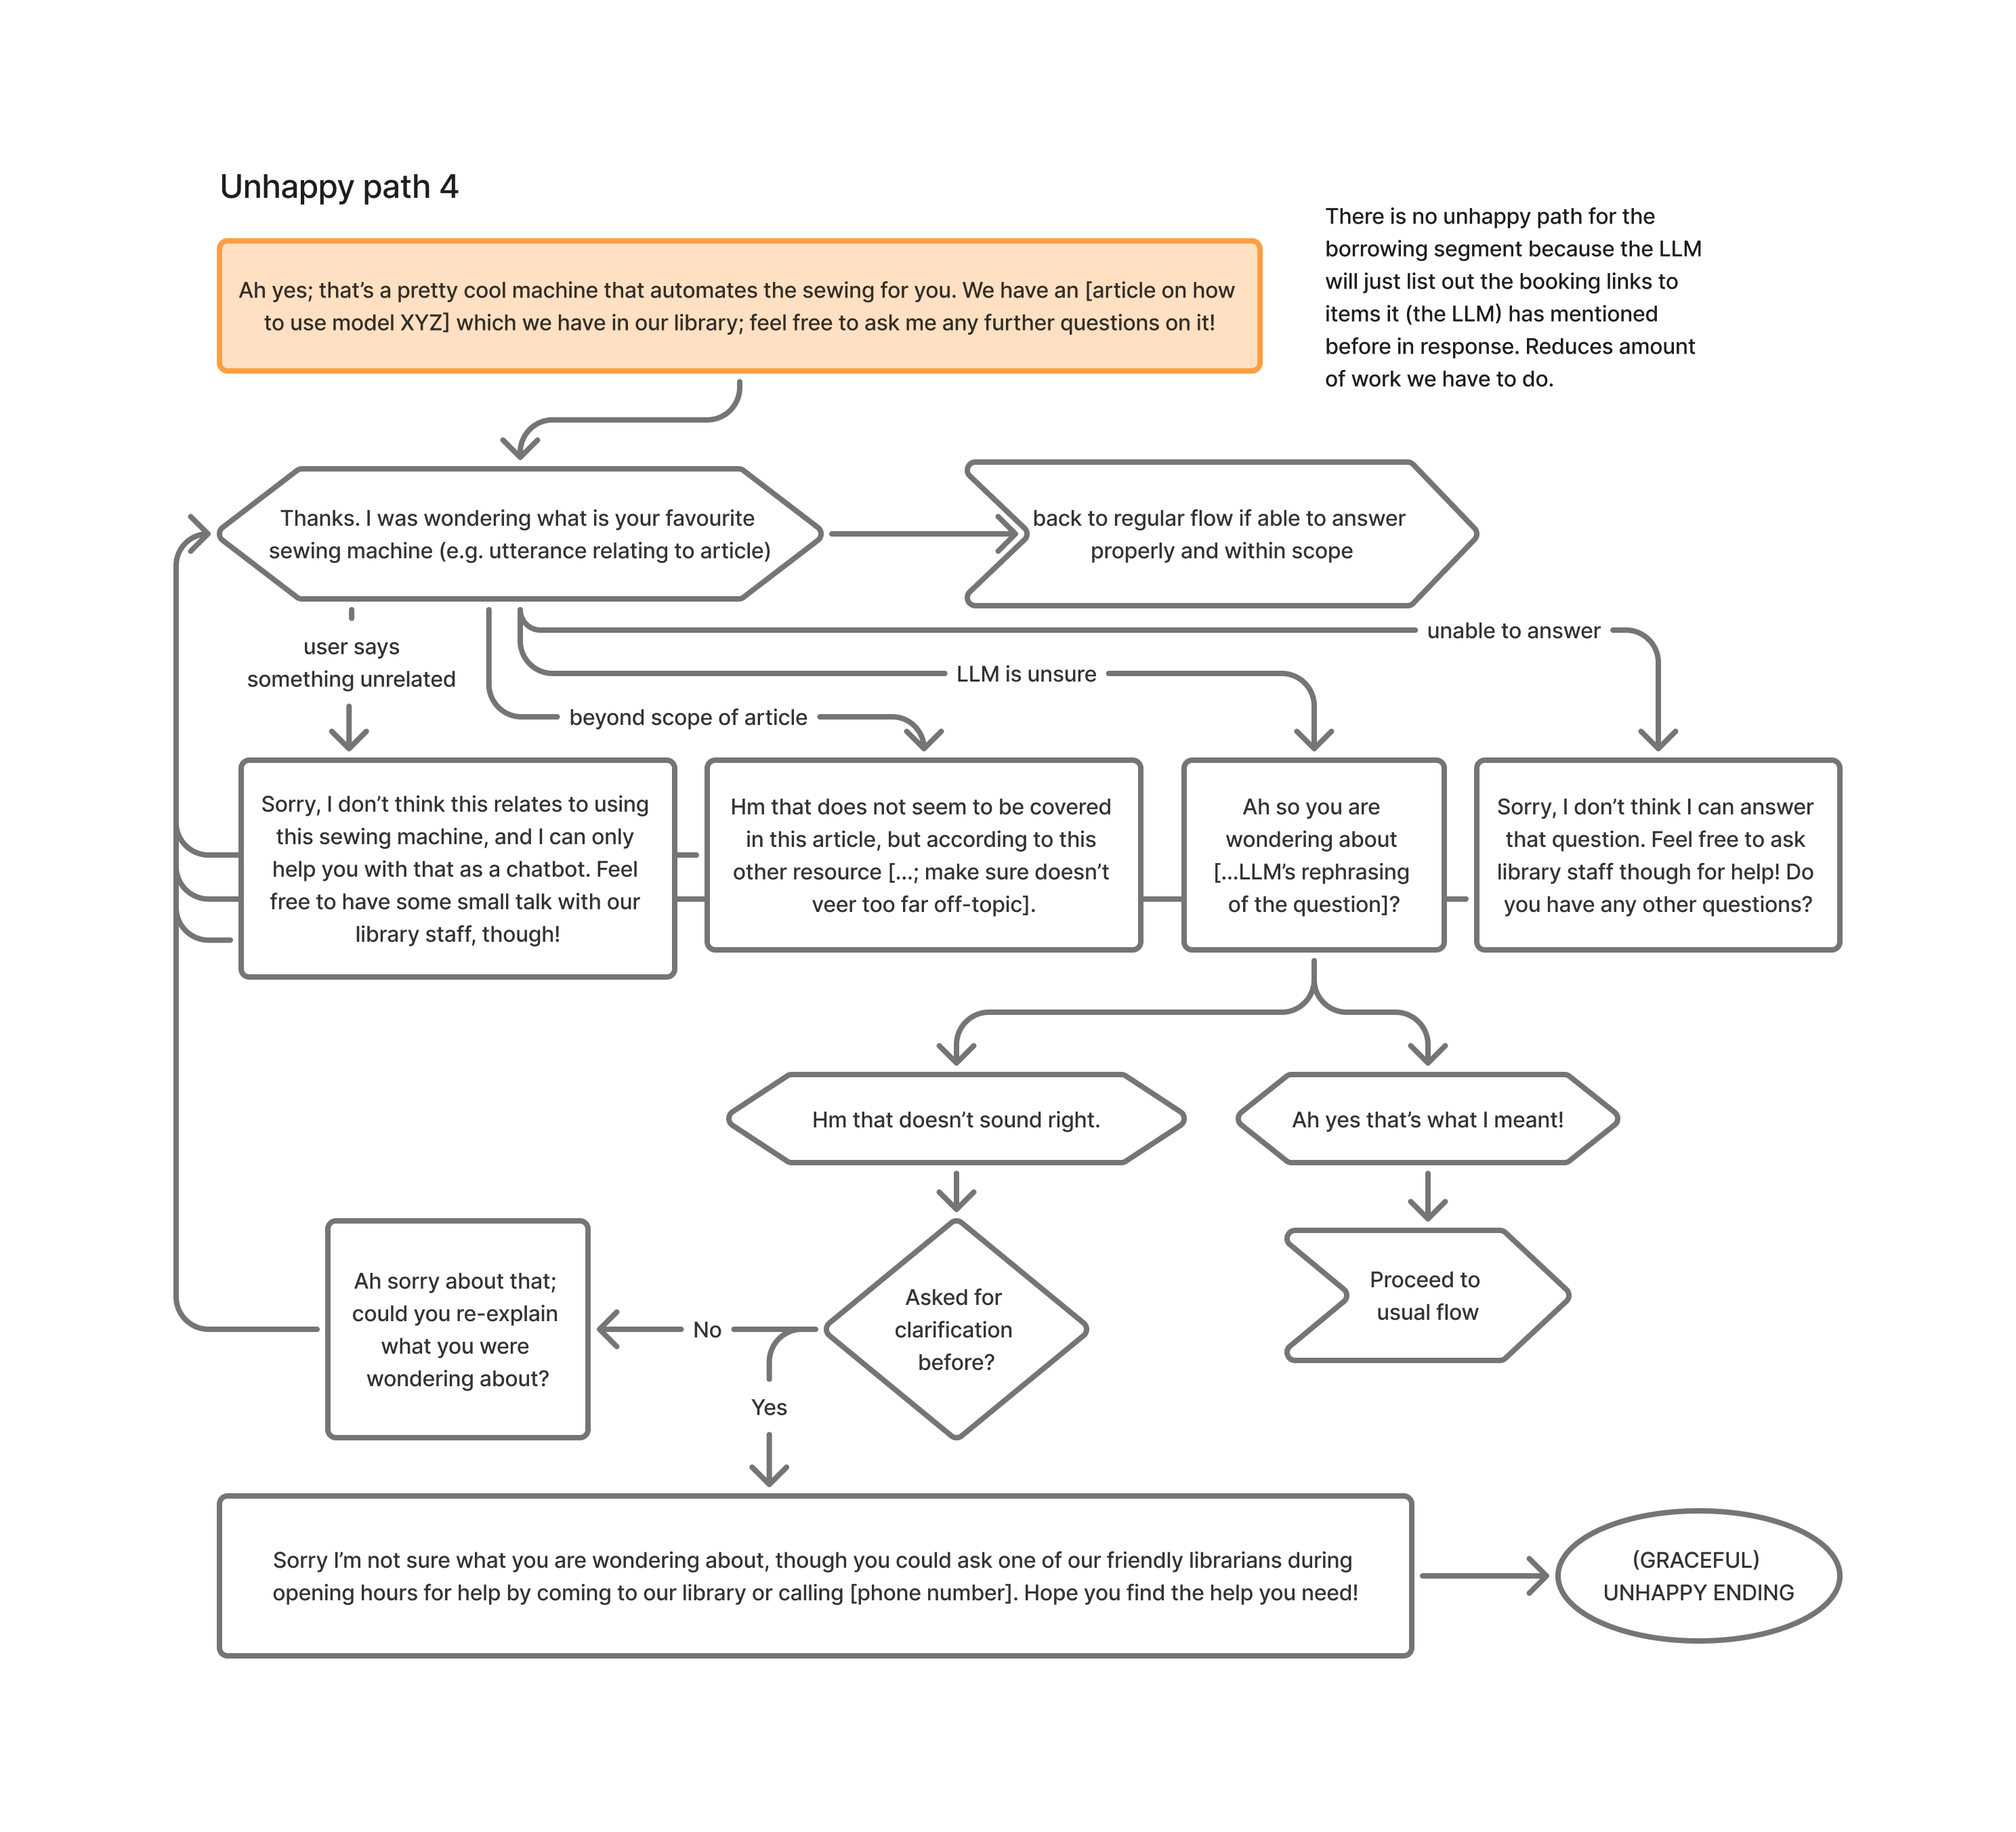 Unhappy path 4
There is no unhappy path for the
borrowing segment because the LLM
will just list out the booking links to
items it (the LLM) has mentioned
before in response. Reduces amount
of work we have to do.
Ah yes; that’s a pretty cool machine that automates the sewing for you. We have an [article on how
to use model XYZ] which we have in our library; feel free to ask me any further questions on it!
Thanks. I was wondering what is your favourite
sewing machine (e.g. utterance relating to article)
back to regular flow if able to answer
properly and within scope
user says
something unrelated
beyond scope of article
LLM is unsure
unable to answer
Sorry, I don’t think this relates to using
this sewing machine, and I can only
help you with that as a chatbot. Feel
free to have some small talk with our
library staff, though!
Hm that does not seem to be covered
in this article, but according to this
other resource [...; make sure doesn’t
veer too far off-topic].
Ah so you are
wondering about
[...LLM’s rephrasing
of the question]?
Sorry, I don’t think I can answer
that question. Feel free to ask
library staff though for help! Do
you have any other questions?
Hm that doesn’t sound right.
Ah yes that’s what I meant!
Asked for
clarification
before?
Proceed to
usual flow
No
Yes
Ah sorry about that;
could you re-explain
what you were
wondering about?
Sorry I’m not sure what you are wondering about, though you could ask one of our friendly librarians during
opening hours for help by coming to our library or calling [phone number]. Hope you find the help you need!
(GRACEFUL)
UNHAPPY ENDING